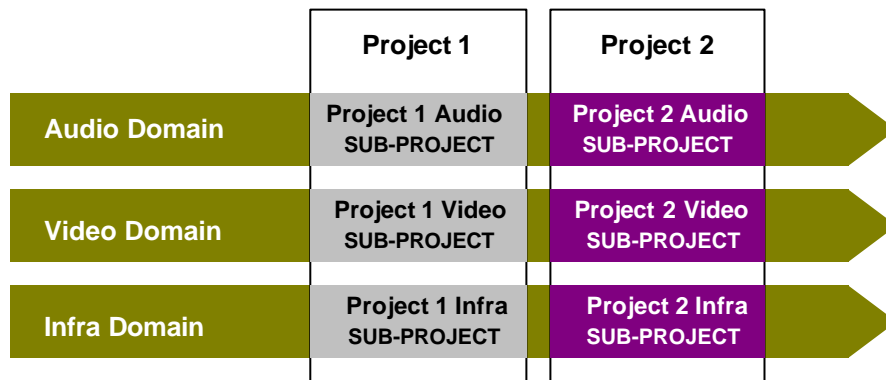 Project 1
Project 2
Audio Domain
Project 1 Audio
SUB-PROJECT
Project 2 Audio
SUB-PROJECT
Video Domain
Project 1 Video
SUB-PROJECT
Project 2 Video
SUB-PROJECT
Infra Domain
Project 1 Infra
SUB-PROJECT
Project 2 Infra
SUB-PROJECT